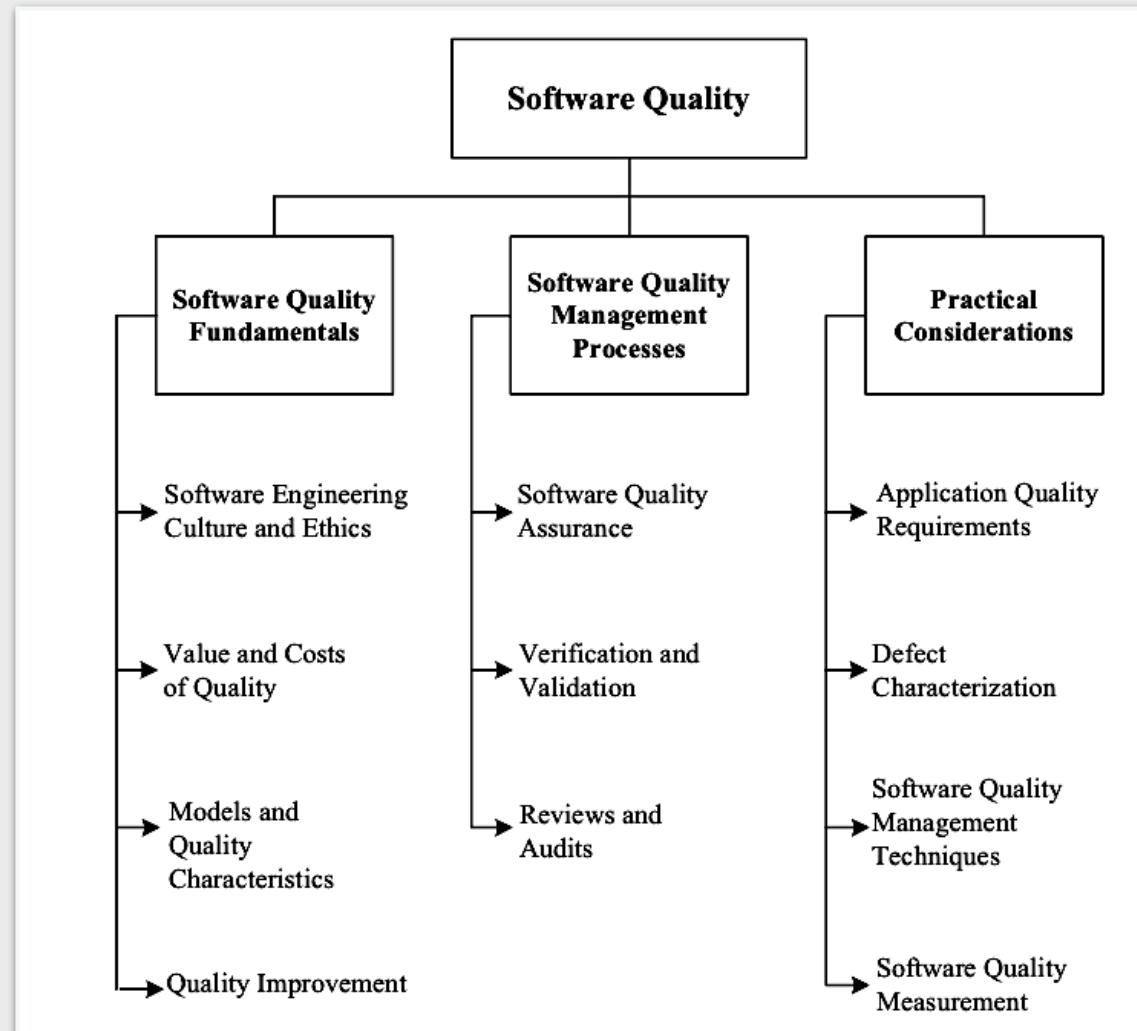 Software Quality
Software Quality
Fundamentals
Software Engineering
Culture and Ethics
Value and Costs
of Quality
Models and
Quality
Characteristics
Quality Improvement
Software Quality
Management
Processes
Software Quality
Assurance
Verification and
Validation
Reviews and
Audits
Practical
Considerations
Application Quality
Requirements
Defect
Characterization
Software Quality
Management
Techniques
Software Quality
Measurement